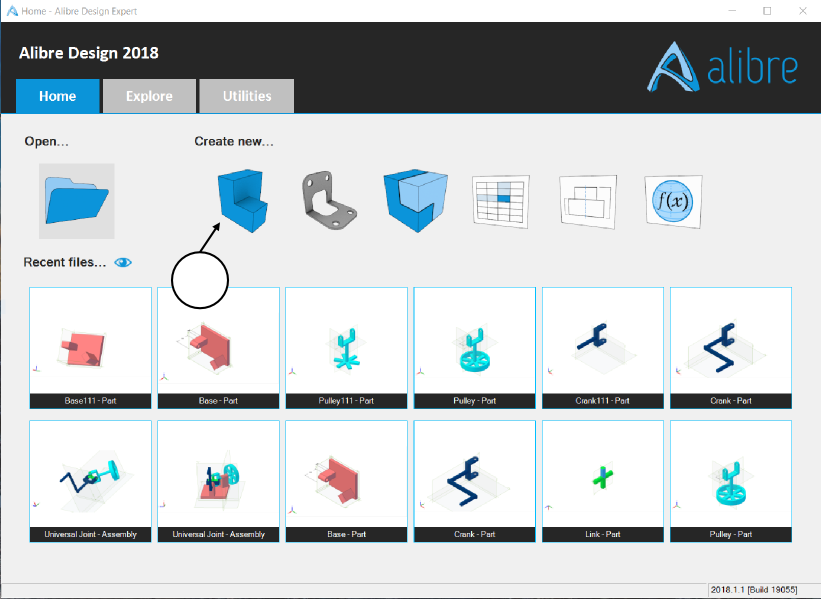 Home - Alibre Design Expert
Alibre Design 2018
alibre
Home Explore Utilities
Open... Create new...
f(x)
Recent files...
Base111 - Part Base - Part Pulley111 - Part Pulley - Part Crank111 - Part Crank - Part
Universal Joint - Assembly Universal Joint - Assembly Base - Part Crank - Part Link - Part Pulley - Part
2018.1.1 [Build 19055]